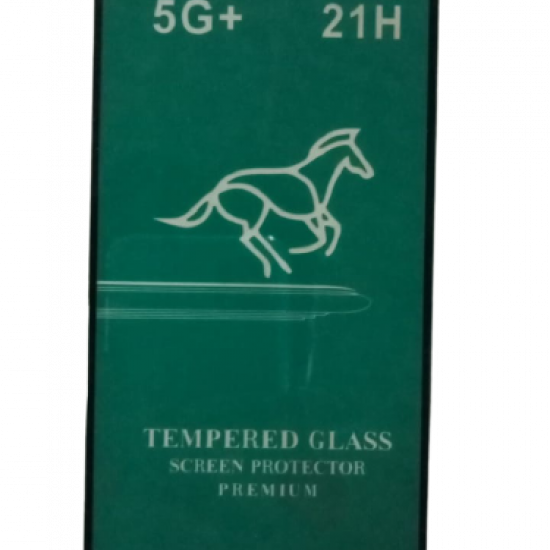 5G+ 21H
TEMPERED GLASS
SCREEN PROTECTOR
PREMIUM